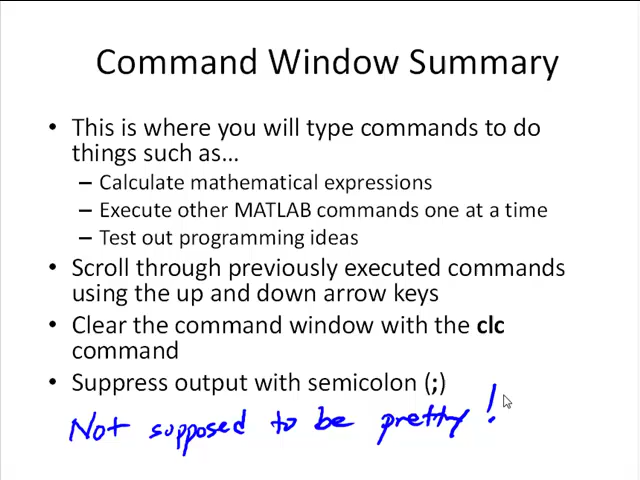 Command Window Summary
• This is where you will type commands to do
things such as…
– Calculate mathematical expressions
– Execute other MATLAB commands one at a time
– Test out programming ideas
• Scroll through previously executed commands
using the up and down arrow keys
• Clear the command window with the clc
command
• Suppress output with semicolon (;)
Not supposed to be pretty!